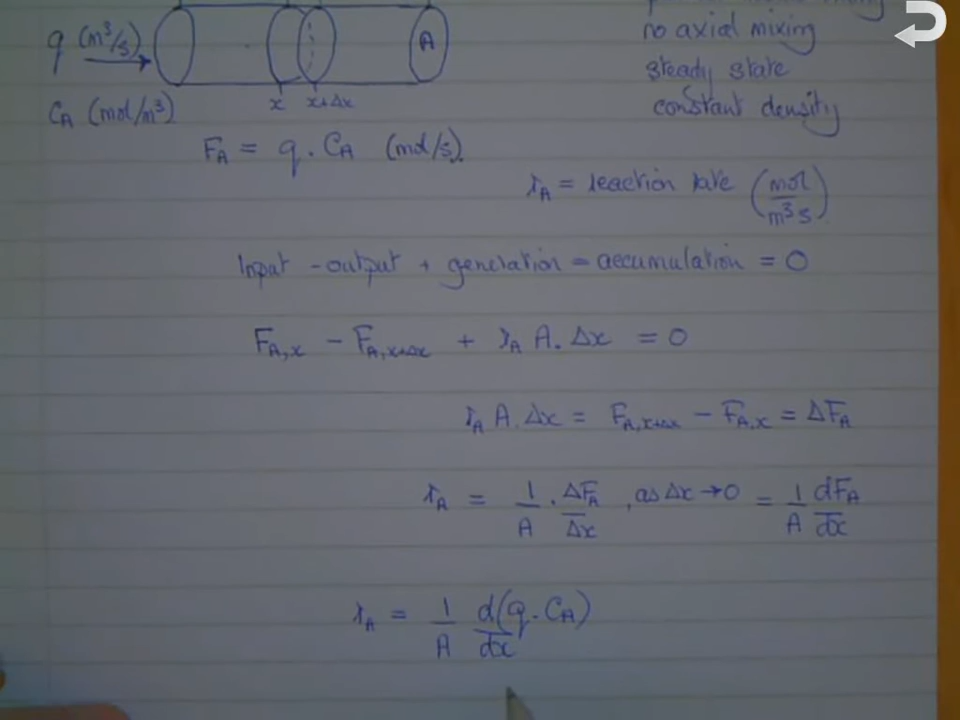 no axial mixing
q (m³/s)
A
steady state
x x+Δx
C_A (mol/m³)
constant density
F_A = q . C_A (mol/s).
r_A = reaction rate (mol/m³s)
Input - output + generation = accumulation = 0
F_A,x - F_A,x+Δx + r_A A. Δx = 0
r_A A. Δx = F_A,x+Δx - F_A,x = ΔF_A
r_A = 1/A . ΔF_A/Δx , as Δx → 0 = 1/A dF_A/dx
r_A = 1/A d(q. C_A)/dx